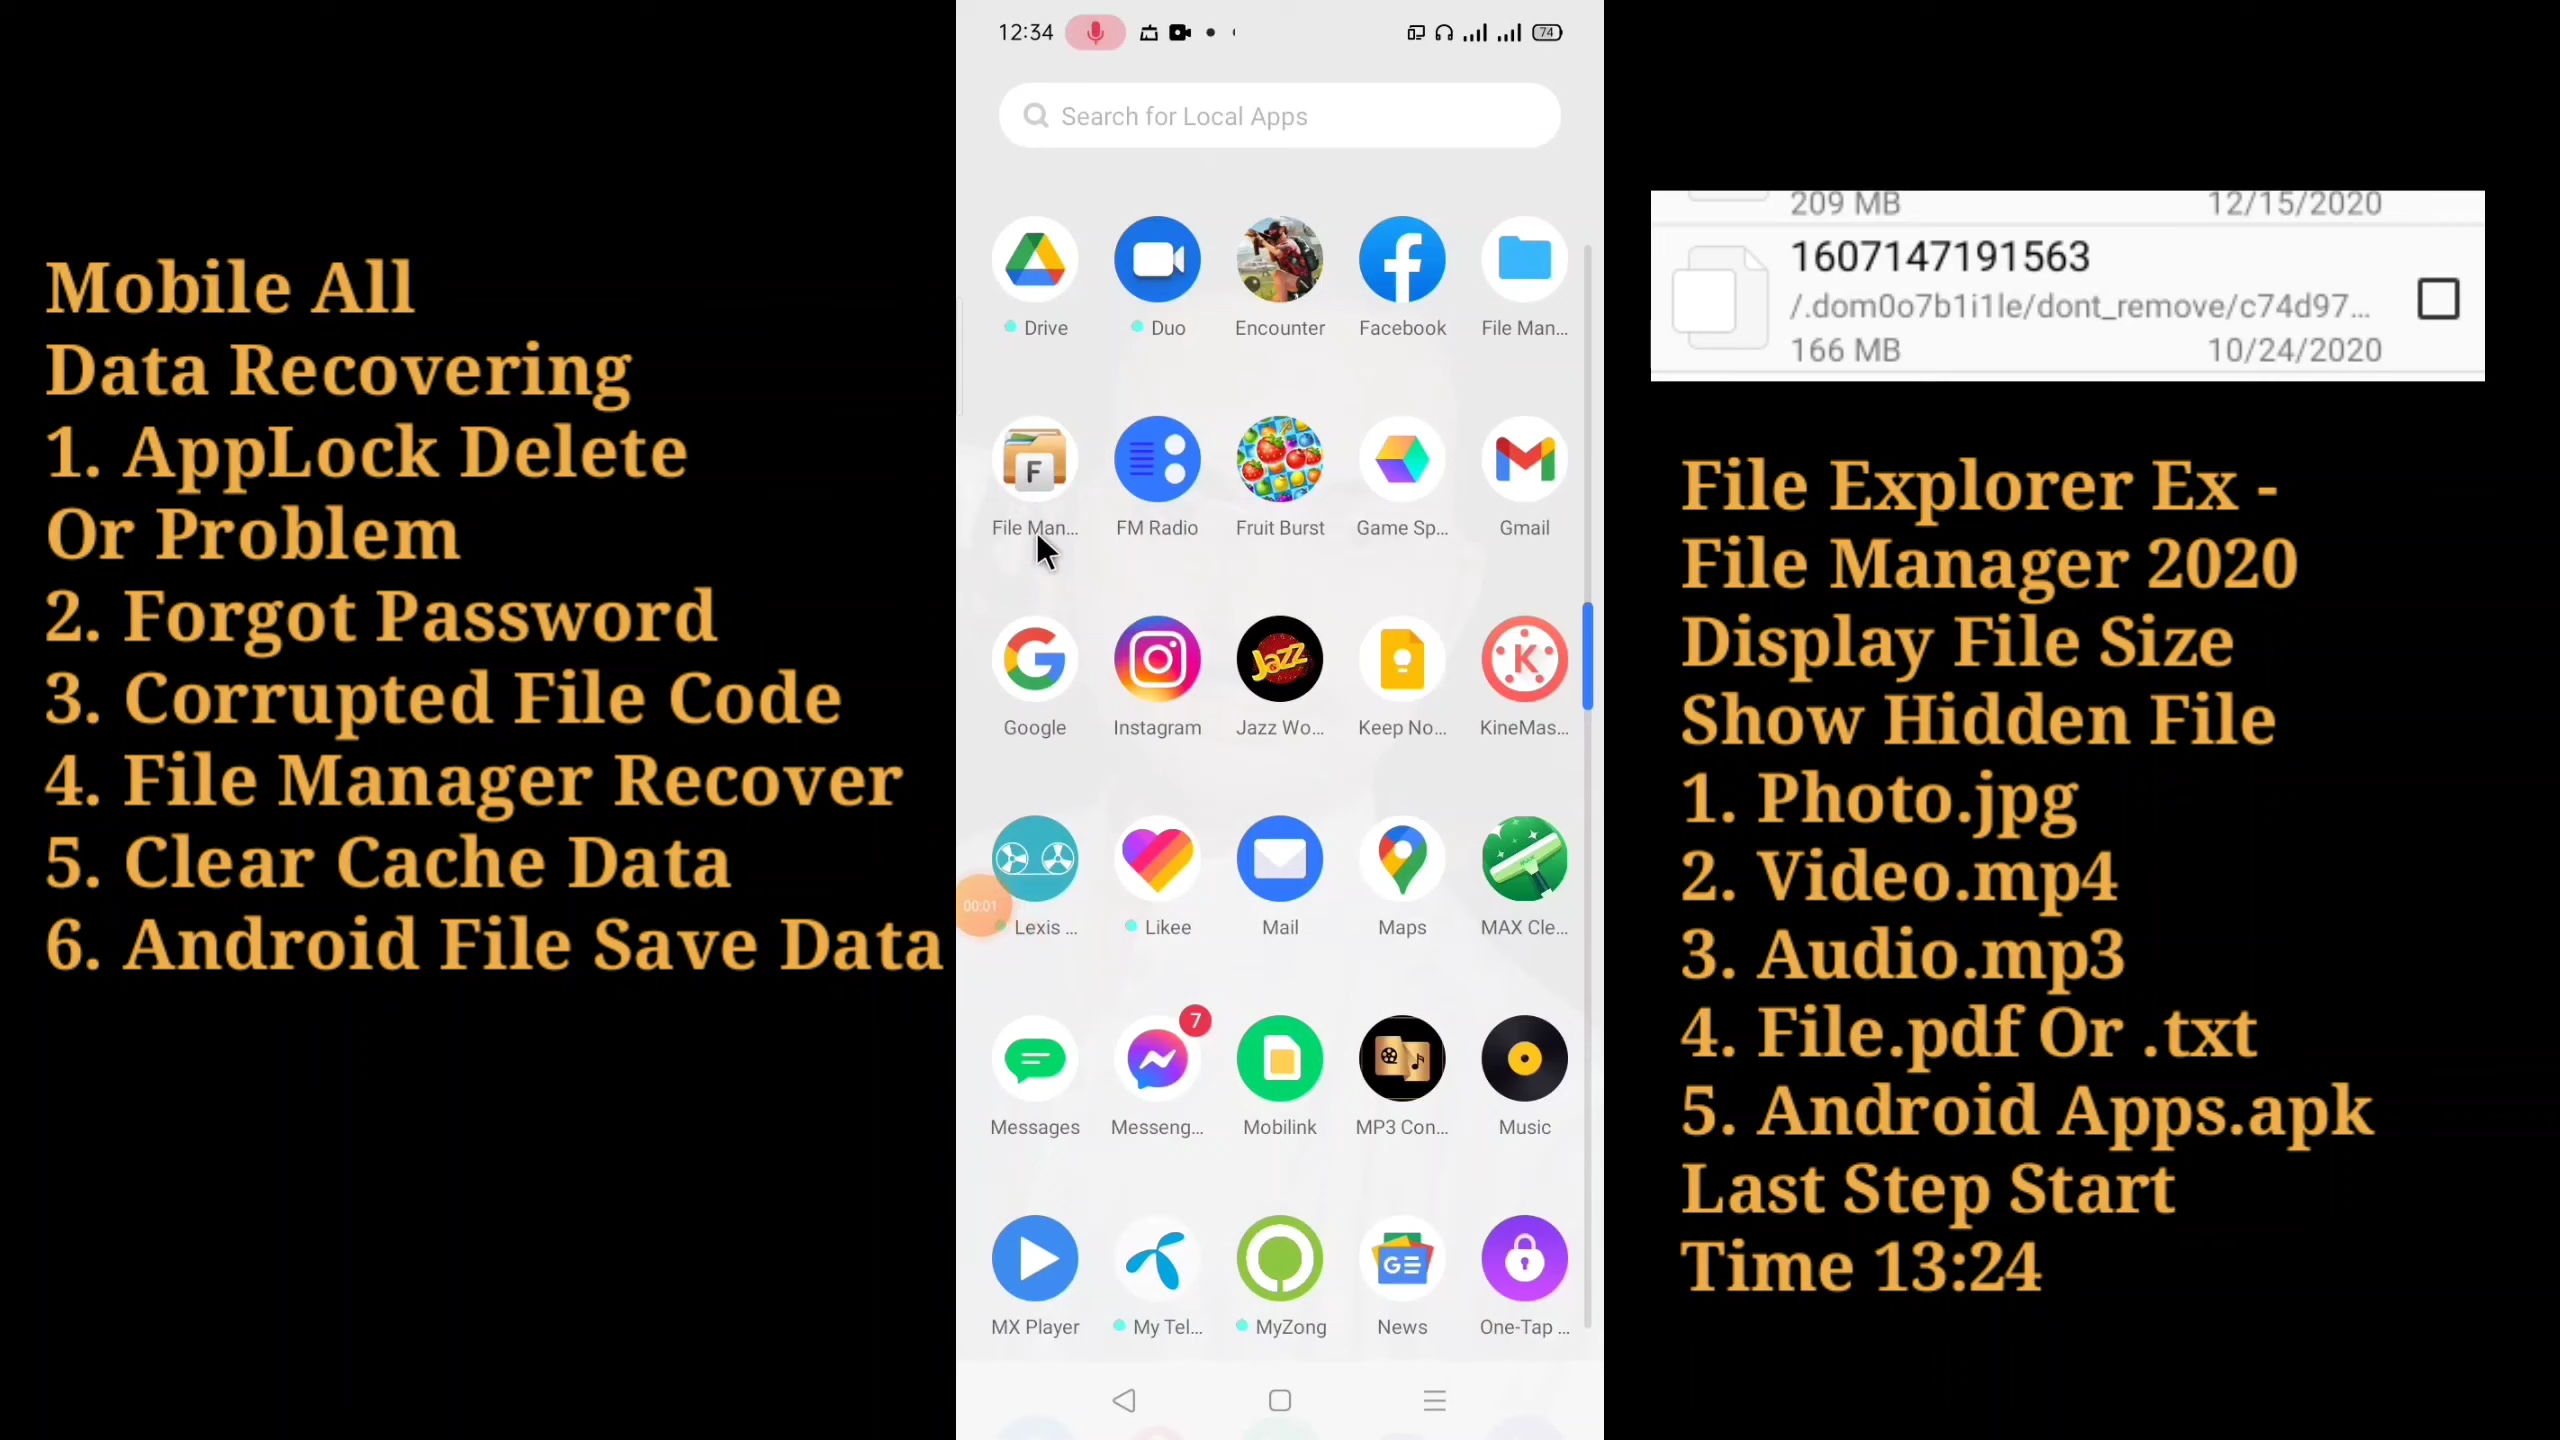 Mobile All
Data Recovering
1. AppLock Delete
Or Problem
2. Forgot Password
3. Corrupted File Code
4. File Manager Recover
5. Clear Cache Data
6. Android File Save Data
12:34
74
Search for Local Apps
Drive
Duo
Encounter
Facebook
File Man...
F
File Man...
FM Radio
Fruit Burst
Game Sp...
Gmail
Jazz
K
Google
Instagram
Jazz Wo...
Keep No...
KineMas...
00:01
Lexis ...
Likee
Mail
Maps
MAX Cle...
7
Messages
Messeng...
Mobilink
MP3 Con...
Music
GE
MX Player
My Tel...
MyZong
News
One-Tap ...
209 MB 12/15/2020
1607147191563
/.dom0o7b1i1le/dont_remove/c74d97...
166 MB 10/24/2020
File Explorer Ex -
File Manager 2020
Display File Size
Show Hidden File
1. Photo.jpg
2. Video.mp4
3. Audio.mp3
4. File.pdf Or .txt
5. Android Apps.apk
Last Step Start
Time 13:24